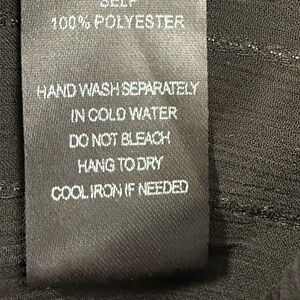 SELF
100% POLYESTER
HAND WASH SEPARATELY
IN COLD WATER
DO NOT BLEACH
HANG TO DRY
COOL IRON IF NEEDED